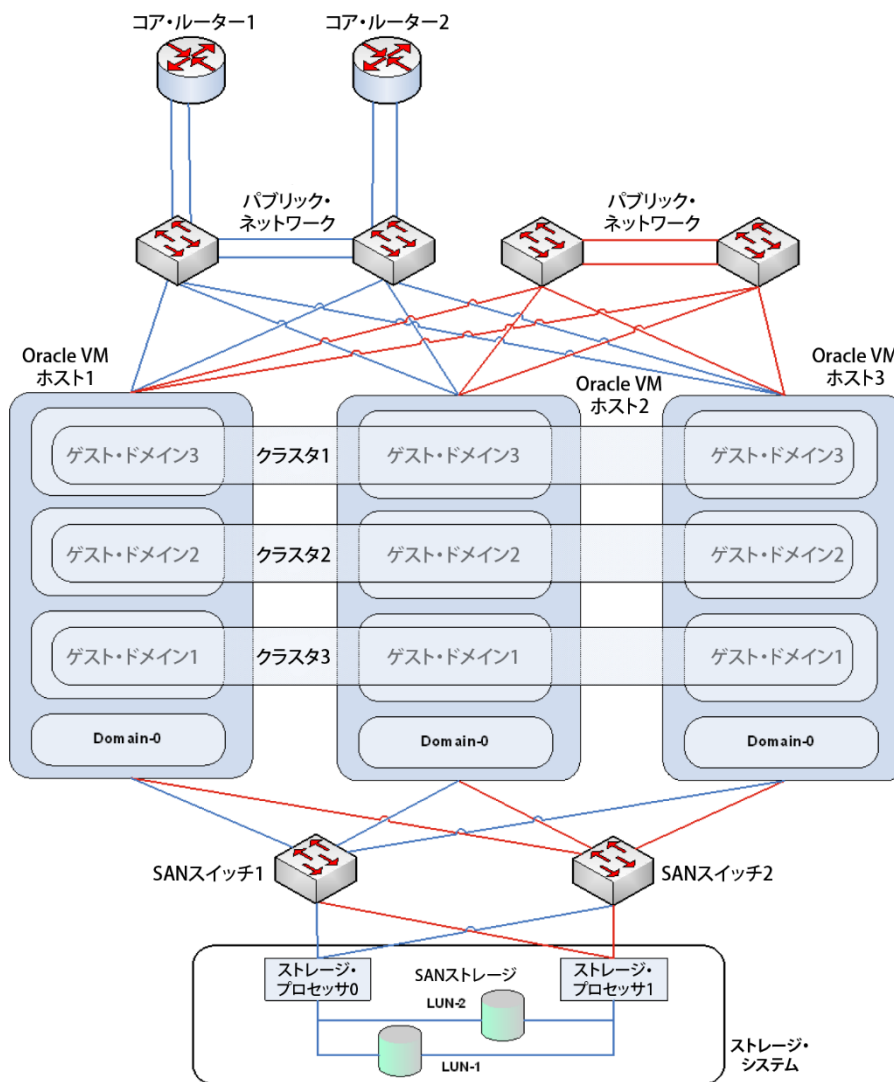 コア・ルーター1
コア・ルーター2
パブリック・
ネットワーク
パブリック・
ネットワーク
Oracle VM
ホスト1
Oracle VM
ホスト2
Oracle VM
ホスト3
ゲスト・ドメイン3
クラスタ1
ゲスト・ドメイン3
ゲスト・ドメイン3
ゲスト・ドメイン2
クラスタ2
ゲスト・ドメイン2
ゲスト・ドメイン2
ゲスト・ドメイン1
クラスタ3
ゲスト・ドメイン1
ゲスト・ドメイン1
Domain-0
Domain-0
Domain-0
SANスイッチ1
SANスイッチ2
ストレージ・
プロセッサ0
SANストレージ
ストレージ・
プロセッサ1
LUN-2
LUN-1
ストレージ・
システム